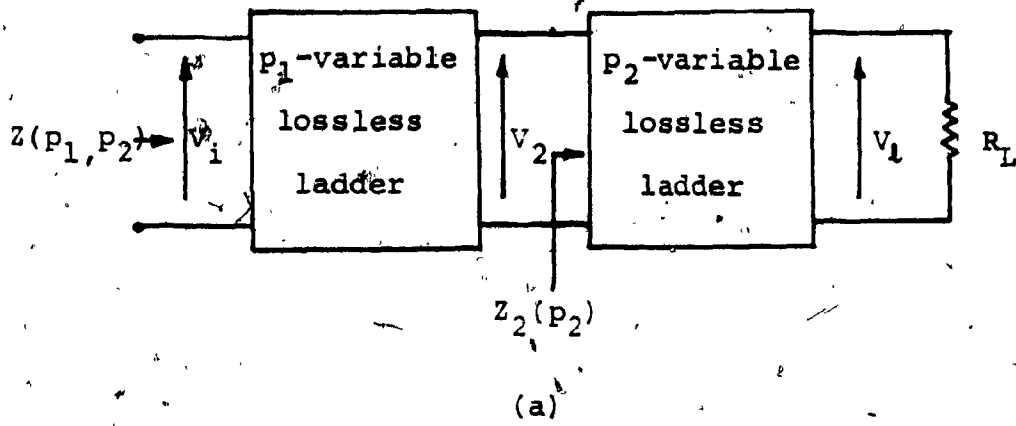 p1-variable
lossless
ladder
p2-variable
lossless
ladder
Z(p1,p2)
Vi
V2
Vℓ
RL
Z2(p2)
(a)